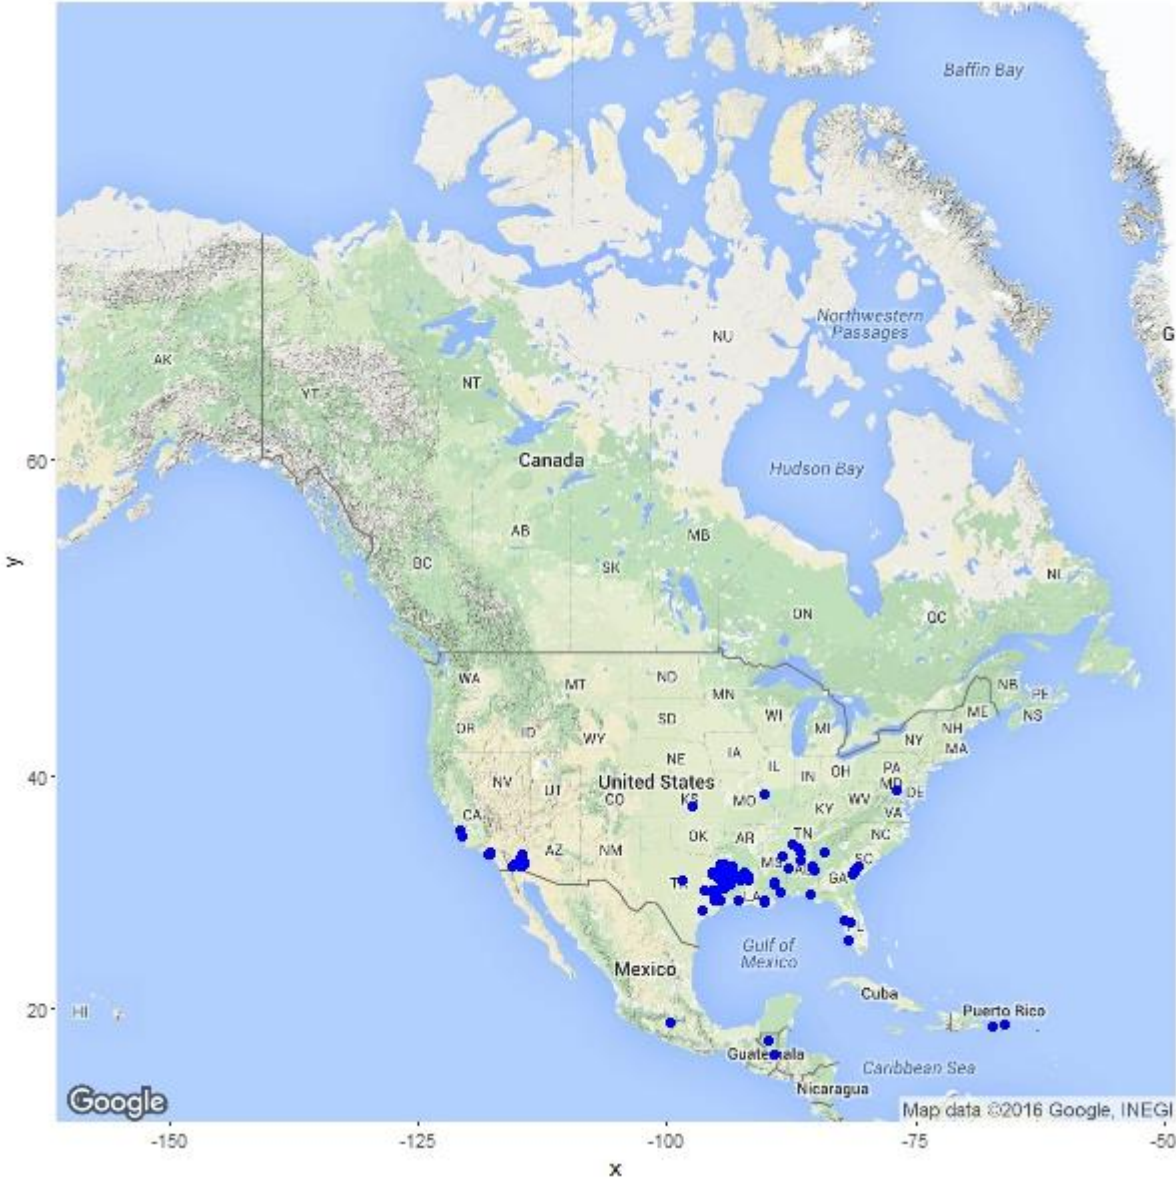 Baffin Bay
Northwestern
Passages
NU
G
AK
YT
NT
60
Canada
Hudson Bay
AB
MB
BC
SK
NL
ON
QC
WA
MT
ND
NB
PE
MN
ME
NS
OR
ID
SD
WI
MI
NH
WY
NY
MA
NE
IA
40
NV
UT
United States
IL
IN
OH
PA
MD
DE
CO
KS
MO
KY
WV
VA
CA
AZ
NM
OK
AR
TN
NC
MS
SC
GA
Gulf of
Mexico
Mexico
20
HI
Cuba
Puerto Rico
Guatemala
Caribbean Sea
Nicaragua
Google
Map data ©2016 Google, INEGI
-150
-125
-100
-75
-50
x
y